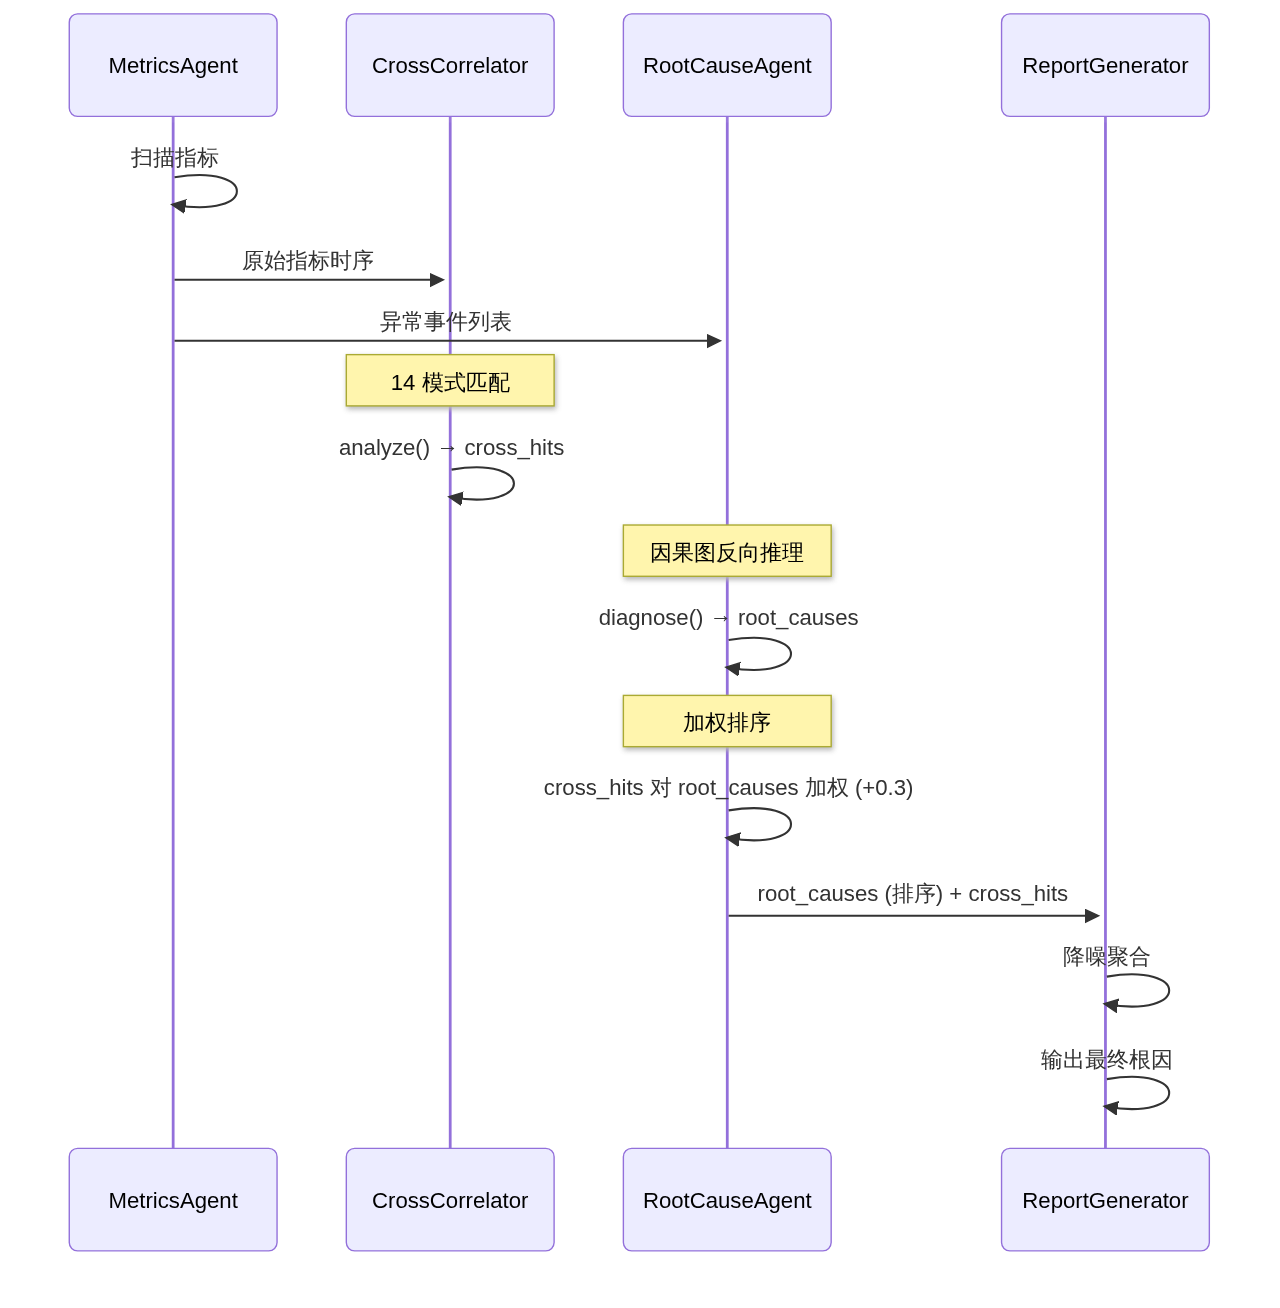 MetricsAgent
CrossCorrelator
RootCauseAgent
ReportGenerator
扫描指标
原始指标时序
异常事件列表
14 模式匹配
analyze() → cross_hits
因果图反向推理
diagnose() → root_causes
加权排序
cross_hits 对 root_causes 加权 (+0.3)
root_causes (排序) + cross_hits
降噪聚合
输出最终根因
MetricsAgent
CrossCorrelator
RootCauseAgent
ReportGenerator